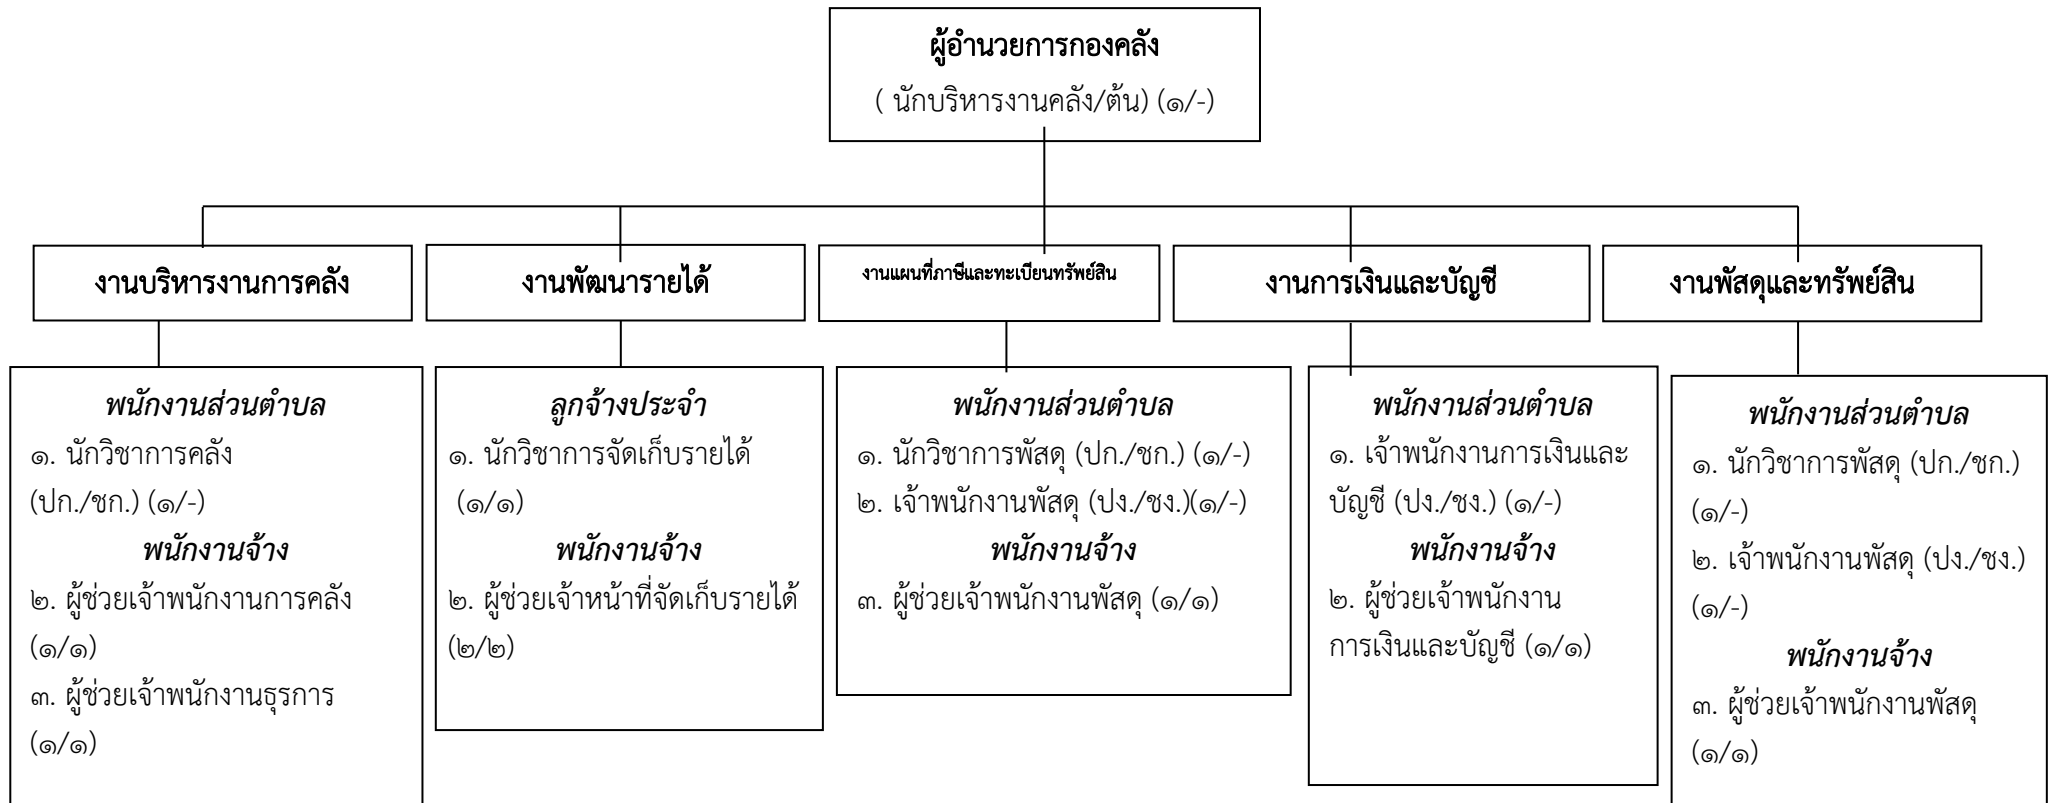 ผู้อำนวยการกองคลัง
( นักบริหารงานคลัง/ต้น) (๑/-)
งานบริหารงานการคลัง
งานพัฒนารายได้
งานแผนที่ภาษีและทะเบียนทรัพย์สิน
งานการเงินและบัญชี
งานพัสดุและทรัพย์สิน
พนักงานส่วนตำบล
๑. นักวิชาการคลัง
(ปก./ชก.) (๑/-)
พนักงานจ้าง
๒. ผู้ช่วยเจ้าพนักงานการคลัง
(๑/๑)
๓. ผู้ช่วยเจ้าพนักงานธุรการ
(๑/๑)
ลูกจ้างประจำ
๑. นักวิชาการจัดเก็บรายได้
(๑/๑)
พนักงานจ้าง
๒. ผู้ช่วยเจ้าหน้าที่จัดเก็บรายได้
(๒/๒)
พนักงานส่วนตำบล
๑. นักวิชาการพัสดุ (ปก./ชก.) (๑/-)
๒. เจ้าพนักงานพัสดุ (ปง./ชง.)(๑/-)
พนักงานจ้าง
๓. ผู้ช่วยเจ้าพนักงานพัสดุ (๑/๑)
พนักงานส่วนตำบล
๑. เจ้าพนักงานการเงินและ
บัญชี (ปง./ชง.) (๑/-)
พนักงานจ้าง
๒. ผู้ช่วยเจ้าพนักงาน
การเงินและบัญชี (๑/๑)
พนักงานส่วนตำบล
๑. นักวิชาการพัสดุ (ปก./ชก.)
(๑/-)
๒. เจ้าพนักงานพัสดุ (ปง./ชง.)
(๑/-)
พนักงานจ้าง
๓. ผู้ช่วยเจ้าพนักงานพัสดุ
(๑/๑)